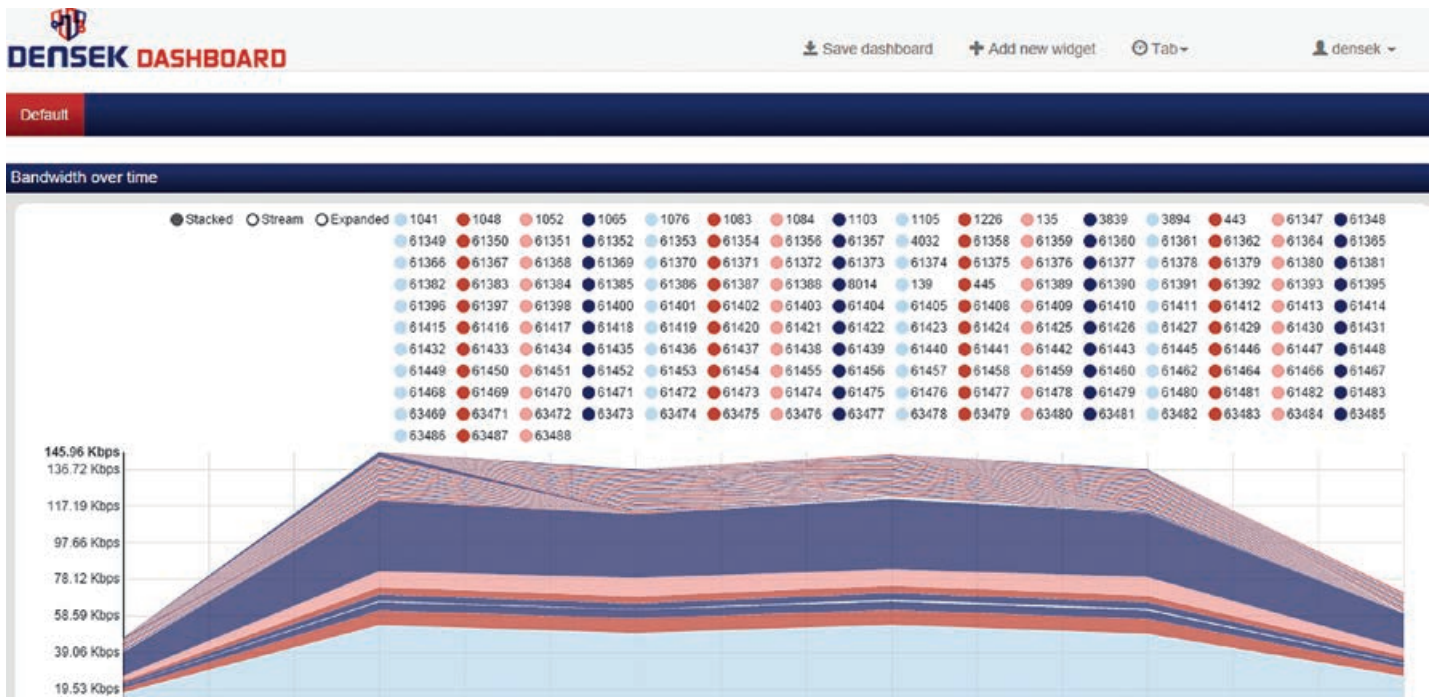 DENSEK DASHBOARD
Save dashboard Add new widget Tab densek
Default
Bandwidth over time
Stacked Stream Expanded 1041 1048 1052 1065 1076 1083 1084 1103 1105 1226 135 3839 3894 443 61347 61348
61349 61350 61351 61352 61353 61354 61356 61357 4032 61358 61359 61360 61361 61362 61364 61365
61366 61367 61368 61369 61370 61371 61372 61373 61374 61375 61376 61377 61378 61379 61380 61381
61382 61383 61384 61385 61386 61387 61388 8014 139 445 61389 61390 61391 61392 61393 61395
61396 61397 61398 61400 61401 61402 61403 61404 61405 61408 61409 61410 61411 61412 61413 61414
61415 61416 61417 61418 61419 61420 61421 61422 61423 61424 61425 61426 61427 61429 61430 61431
61432 61433 61434 61435 61436 61437 61438 61439 61440 61441 61442 61443 61445 61446 61447 61448
61449 61450 61451 61452 61453 61454 61455 61456 61457 61458 61459 61460 61462 61464 61466 61467
61468 61469 61470 61471 61472 61473 61474 61475 61476 61477 61478 61479 61480 61481 61482 61483
63469 63471 63472 63473 63474 63475 63476 63477 63478 63479 63480 63481 63482 63483 63484 63485
63486 63487 63488
145.96 Kbps
136.72 Kbps
117.19 Kbps
97.66 Kbps
78.12 Kbps
58.59 Kbps
39.06 Kbps
19.53 Kbps